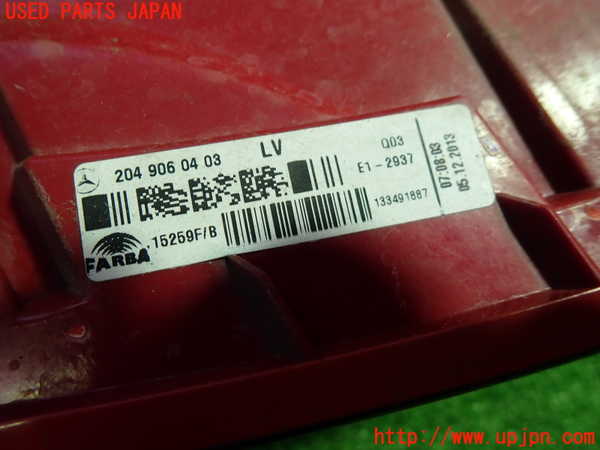 USED PARTS JAPAN
204 906 04 03 LV Q03
E1-2937
133491887
15259F/B
FARBA
07:08:03
05.12.2013
http://www.upjpn.com/